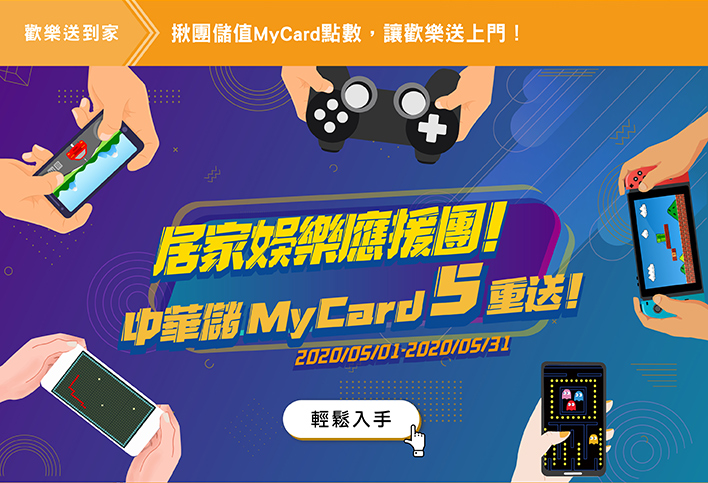 歡樂送到家
揪團儲值MyCard點數，讓歡樂送上門！
居家娛樂應援團!
中華儲 MyCard 5 重送!
2020/05/01-2020/05/31
輕鬆入手